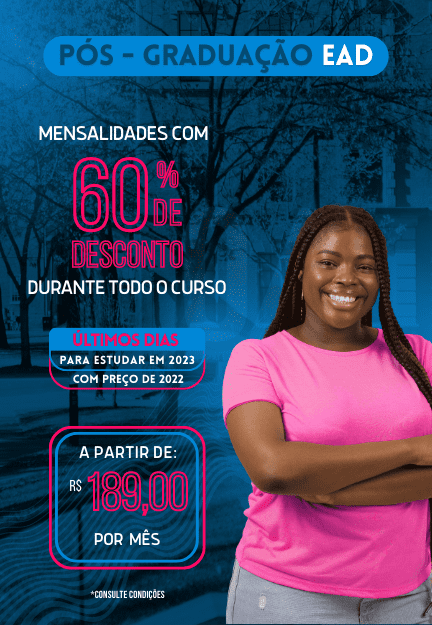 PÓS - GRADUAÇÃO EAD
MENSALIDADES COM
60%
DE
DESCONTO
DURANTE TODO O CURSO
ÚLTIMOS DIAS
PARA ESTUDAR EM 2023
COM PREÇO DE 2022
A PARTIR DE:
R$ 189,00
POR MÊS
*CONSULTE CONDIÇÕES